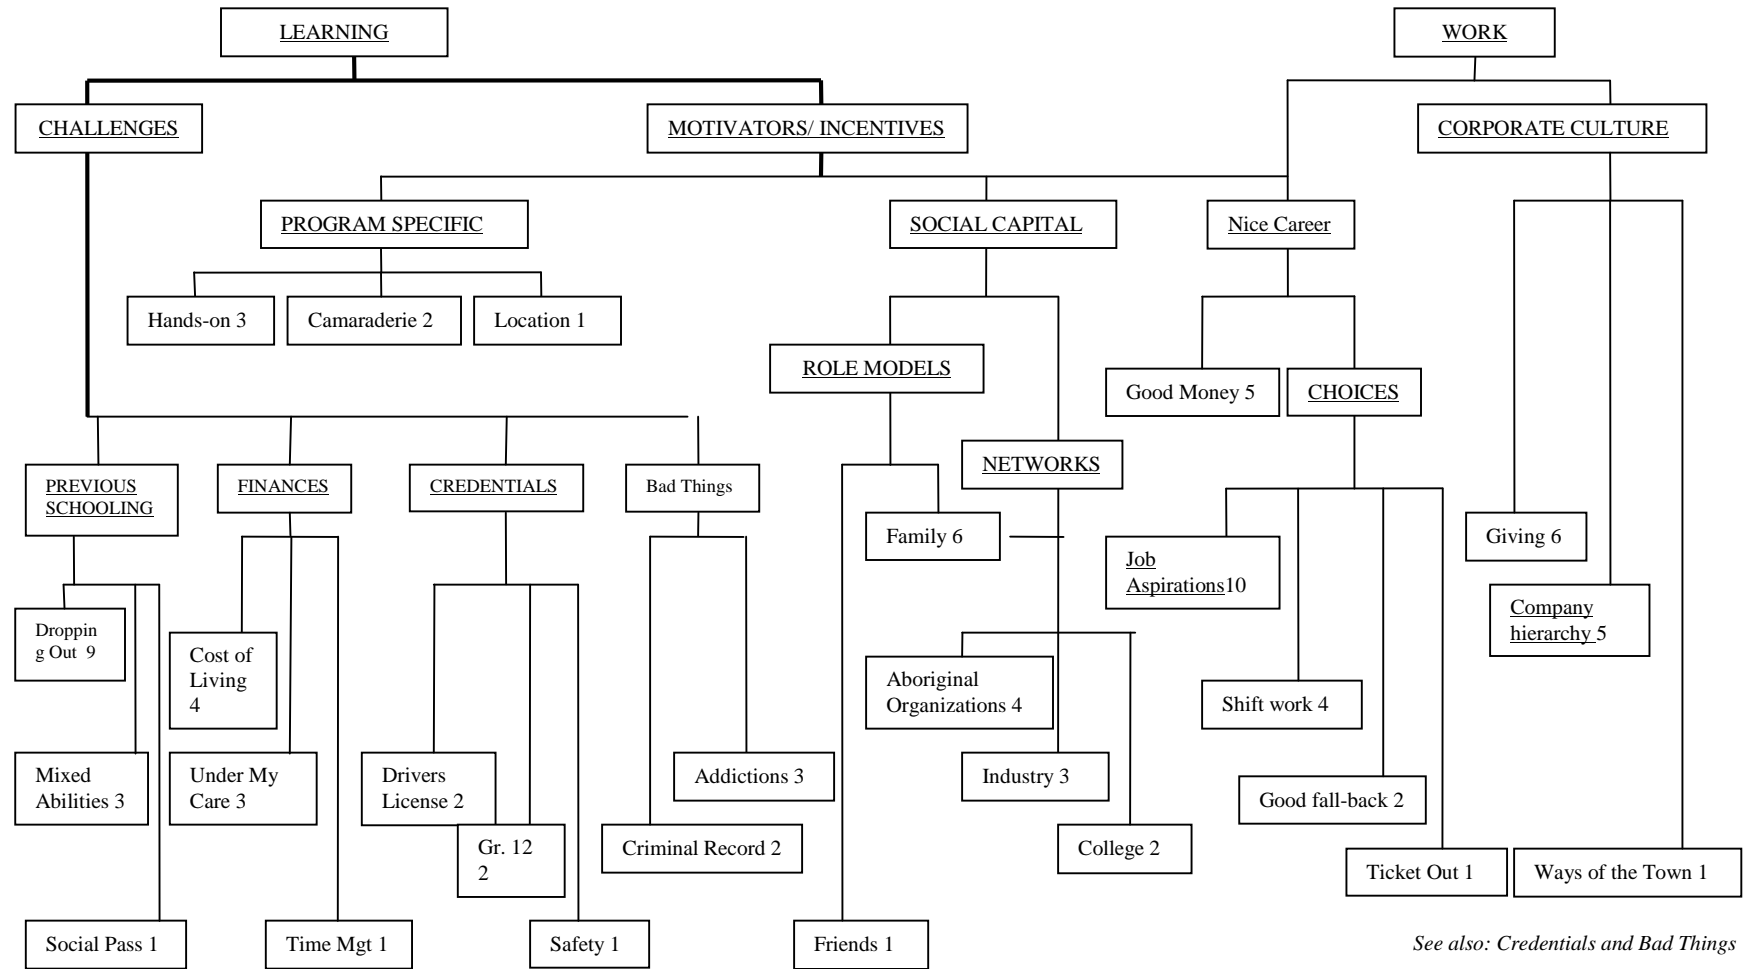 LEARNING
WORK
CHALLENGES
MOTIVATORS/ INCENTIVES
CORPORATE CULTURE
PROGRAM SPECIFIC
SOCIAL CAPITAL
Nice Career
Hands-on 3
Camaraderie 2
Location 1
ROLE MODELS
Good Money 5
CHOICES
NETWORKS
PREVIOUS
SCHOOLING
FINANCES
CREDENTIALS
Bad Things
Family 6
Giving 6
Job
Aspirations10
Company
hierarchy 5
Droppin
g Out 9
Cost of
Living
4
Aboriginal
Organizations 4
Shift work 4
Mixed
Abilities 3
Under My
Care 3
Drivers
License 2
Addictions 3
Industry 3
Good fall-back 2
Gr. 12
2
Criminal Record 2
College 2
Ticket Out 1
Ways of the Town 1
Social Pass 1
Time Mgt 1
Safety 1
Friends 1
See also: Credentials and Bad Things